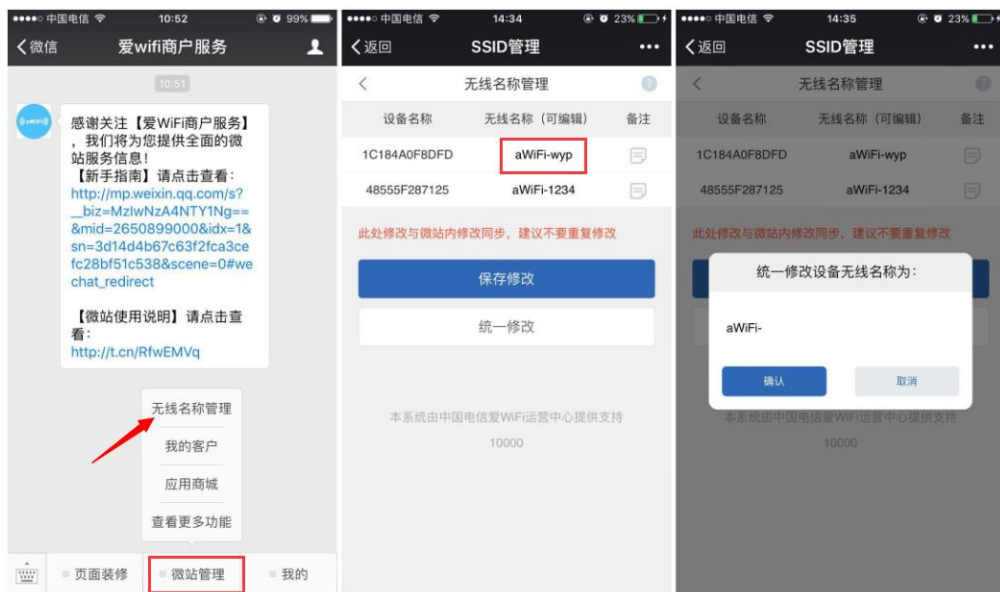 中国电信 10:52 99%
微信 爱wifi商户服务
10:51
感谢关注【爱WiFi商户服务】
，我们将为您提供全面的微
站服务信息！
【新手指南】请点击查看：
http://mp.weixin.qq.com/s?
__biz=MzIwNzA4NTY1Ng==
&mid=2650899000&idx=1&
sn=3d14d4b67c63f2fca3ce
fc28bf51c538&scene=0#we
chat_redirect
【微站使用说明】请点击查
看：
http://t.cn/RfwEMVq
无线名称管理
我的客户
应用商城
查看更多功能
页面装修 微站管理 我的
中国电信 14:34 23%
返回 SSID管理
无线名称管理 ?
设备名称 无线名称（可编辑） 备注
1C184A0F8DFD aWiFi-wyp
48555F287125 aWiFi-1234
此处修改与微站内修改同步，建议不要重复修改
保存修改
统一修改
本系统由中国电信爱WiFi运营中心提供支持
10000
中国电信 14:35 23%
返回 SSID管理
无线名称管理 ?
设备名称 无线名称（可编辑） 备注
1C184A0F8DFD aWiFi-wyp
48555F287125 aWiFi-1234
此处修改与微站内修改同步，建议不要重复修改
统一修改设备无线名称为：
aWiFi-
确认 取消
本系统由中国电信爱WiFi运营中心提供支持
10000